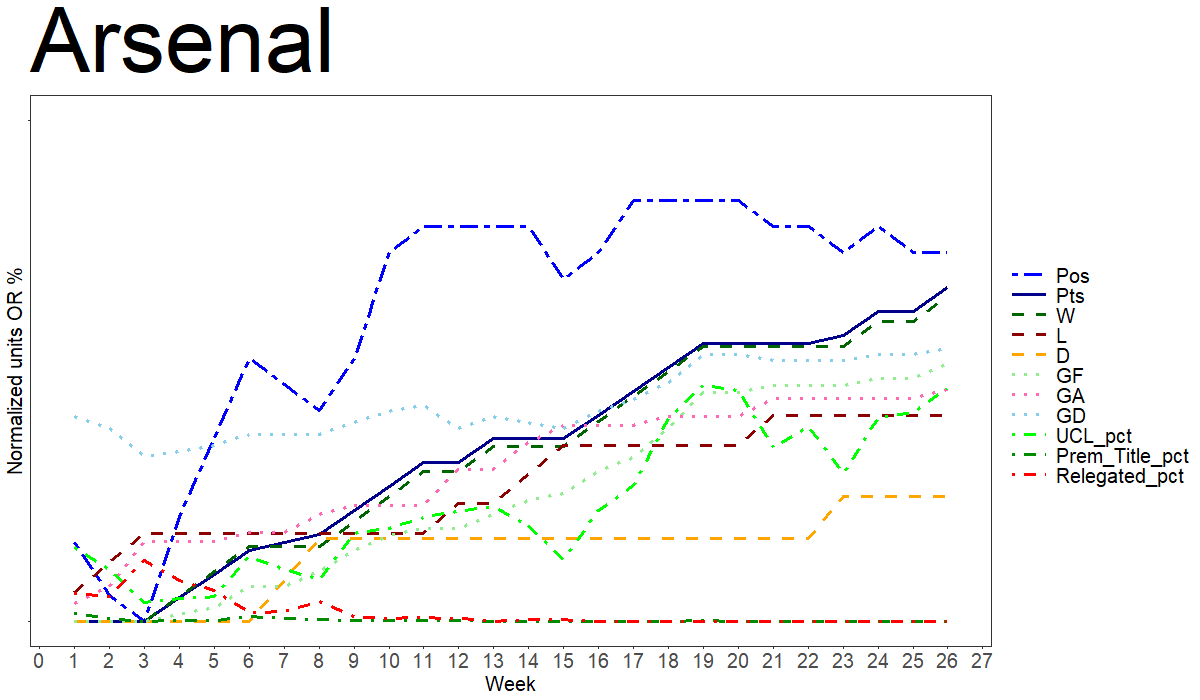 Arsenal
Normalized units OR %
Pos
Pts
W
L
D
GF
GA
GD
UCL_pct
Prem_Title_pct
Relegated_pct
0 1 2 3 4 5 6 7 8 9 10 11 12 13 14 15 16 17 18 19 20 21 22 23 24 25 26 27
Week